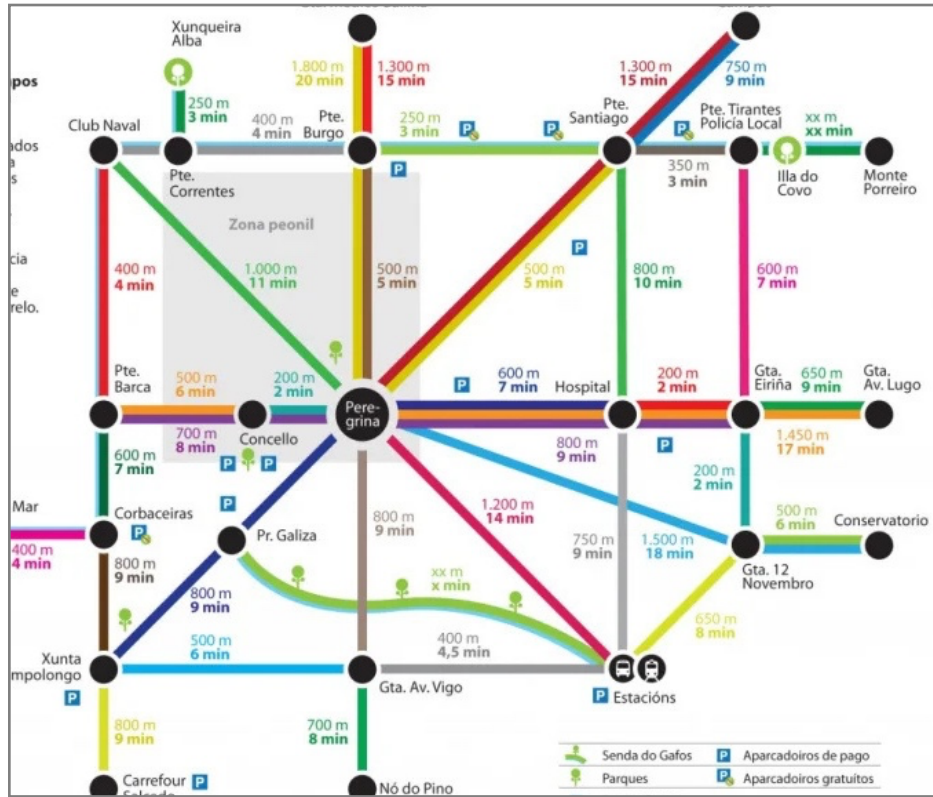 Xunqueira
Alba
1.800 m
20 min
1.300 m
15 min
1.300 m
15 min
750 m
9 min
250 m
3 min
400 m
4 min
Pte.
Burgo
250 m
3 min
Pte.
Santiago
Pte. Tirantes
Policía Local
xx m
xx min
Club Naval
Pte.
Correntes
350 m
3 min
Illa do
Covo
Monte
Porreiro
Zona peonil
400 m
4 min
1.000 m
11 min
500 m
5 min
500 m
5 min
800 m
10 min
600 m
7 min
Pte.
Barca
500 m
6 min
200 m
2 min
600 m
7 min
Hospital
200 m
2 min
Gta.
Eiriña
650 m
9 min
Gta.
Av. Lugo
Pere-
grina
700 m
8 min
Concello
800 m
9 min
1.450 m
17 min
600 m
7 min
200 m
2 min
Mar
Corbaceiras
1.200 m
14 min
500 m
6 min
Conservatorio
400 m
4 min
800 m
9 min
Pr. Galiza
800 m
9 min
750 m
9 min
1.500 m
18 min
Gta. 12
Novembro
xx m
x min
800 m
9 min
650 m
8 min
500 m
6 min
400 m
4,5 min
Xunta
mpolongo
Gta. Av. Vigo
Estacións
800 m
9 min
700 m
8 min
Senda do Gafos
Aparcadoiros de pago
Parques
Aparcadoiros gratuítos
Carrefour
Nó do Pino